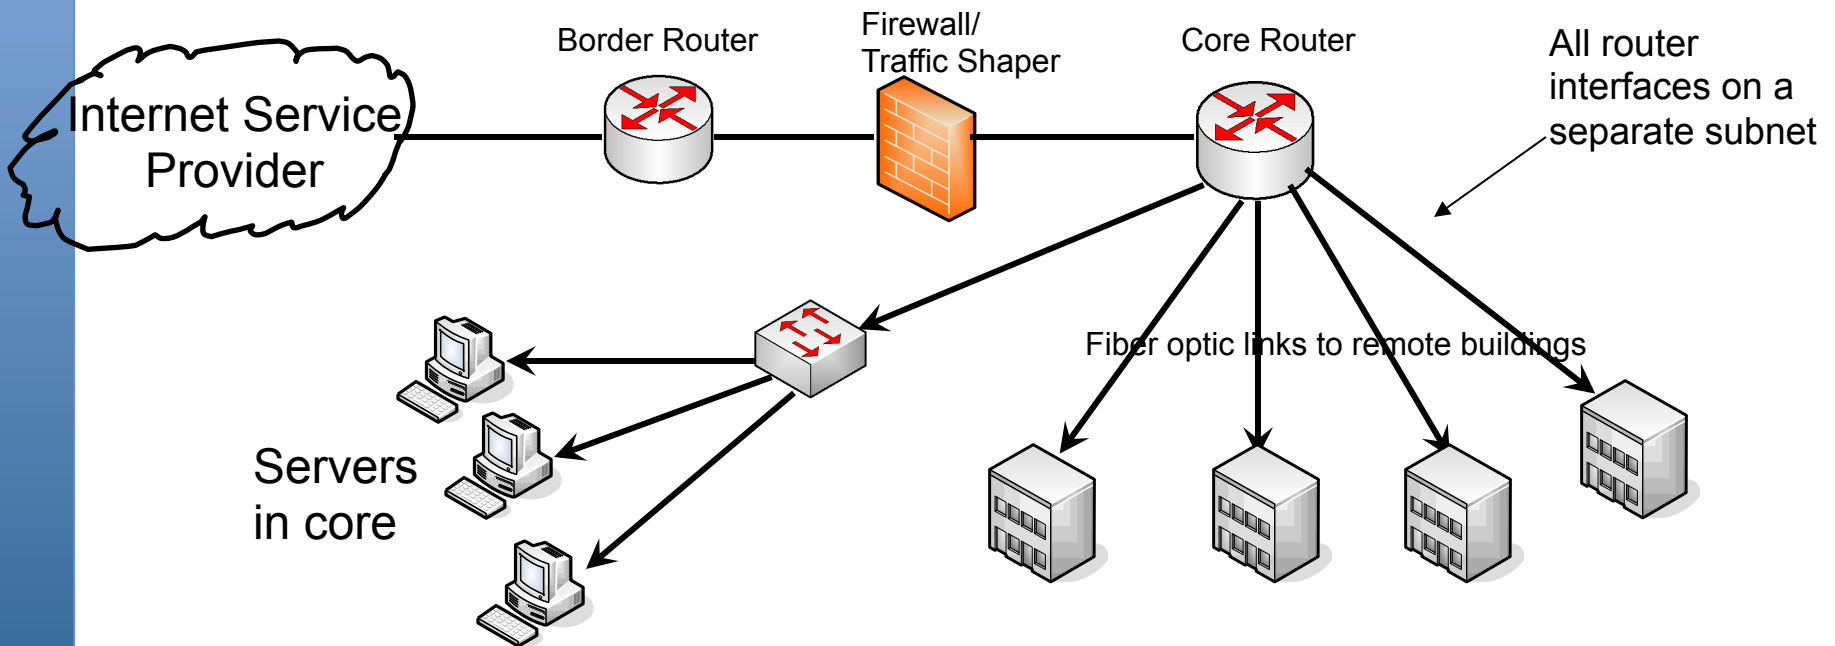 Internet Service
Provider
Border Router
Firewall/
Traffic Shaper
Core Router
All router
interfaces on a
separate subnet
Fiber optic links to remote buildings
Servers
in core